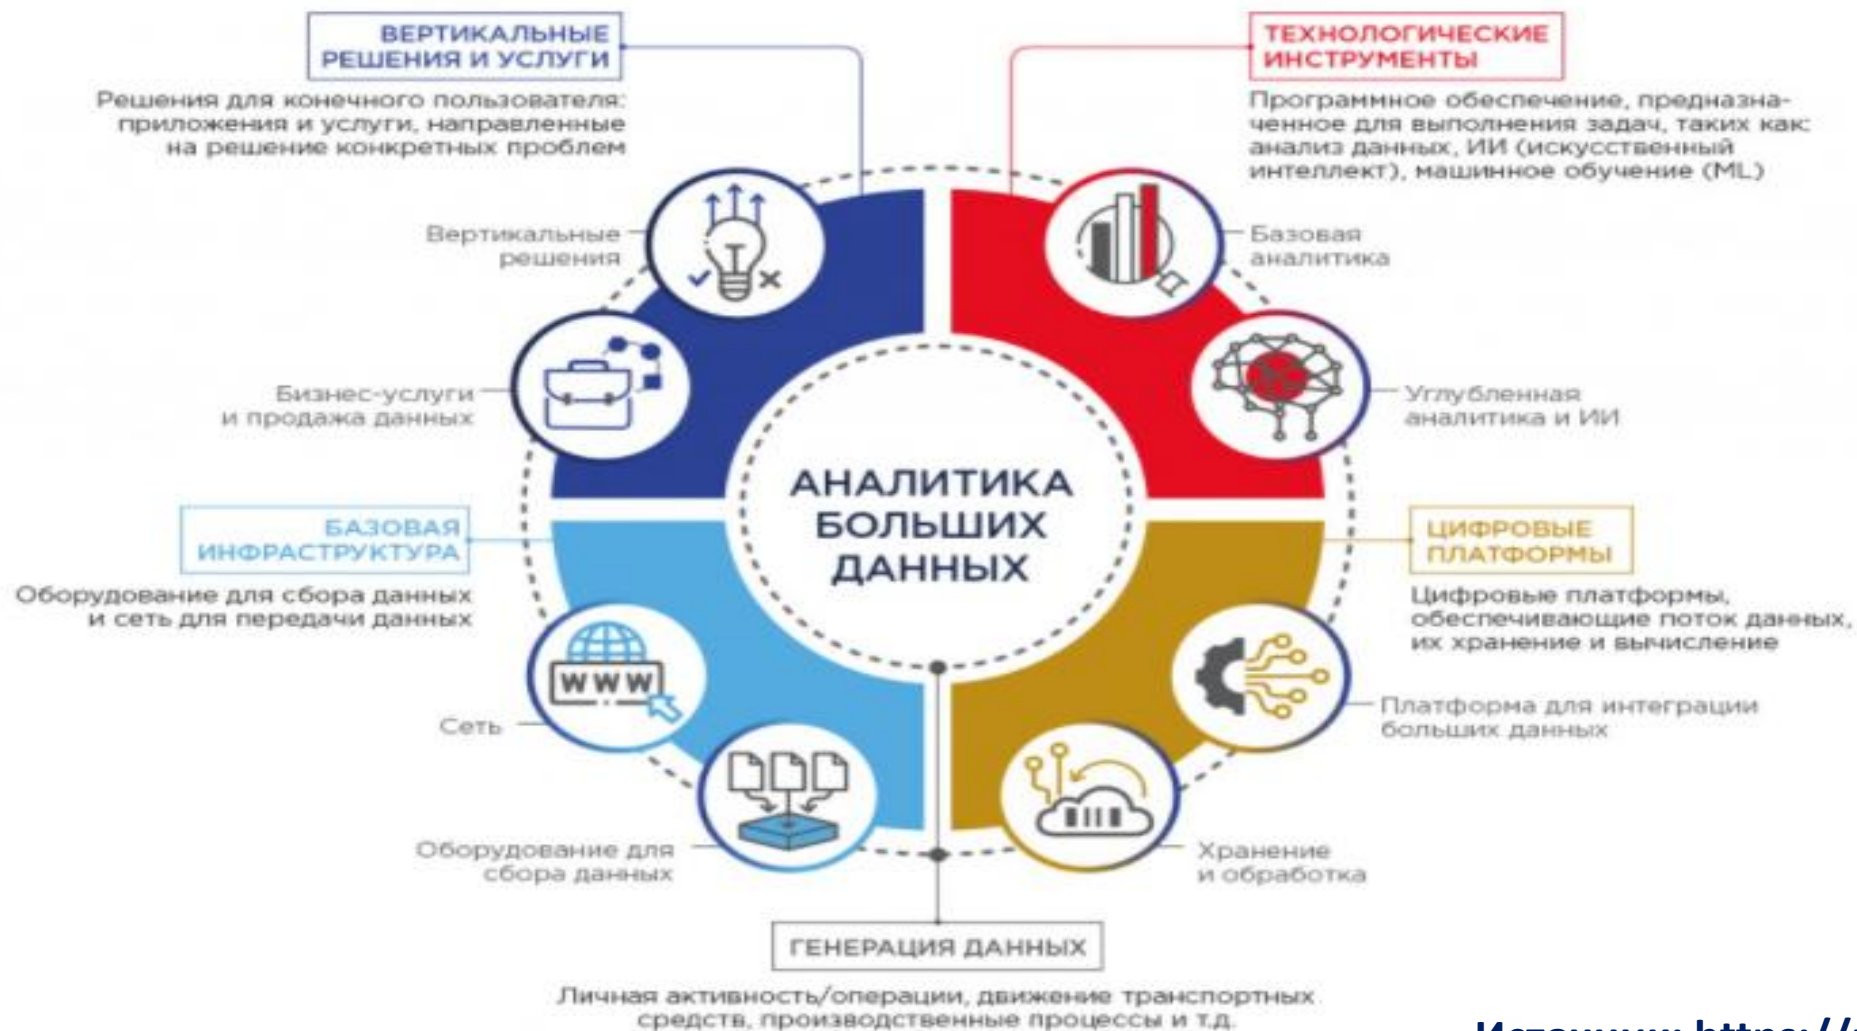 ВЕРТИКАЛЬНЫЕ
РЕШЕНИЯ И УСЛУГИ
Решения для конечного пользователя:
приложения и услуги, направленные
на решение конкретных проблем
Вертикальные
решения
Бизнес-услуги
и продажа данных
ТЕХНОЛОГИЧЕСКИЕ
ИНСТРУМЕНТЫ
Программное обеспечение, предназна-
ченное для выполнения задач, таких как:
анализ данных, ИИ (искусственный
интеллект), машинное обучение (ML)
Базовая
аналитика
Углубленная
аналитика и ИИ
АНАЛИТИКА
БОЛЬШИХ
ДАННЫХ
БАЗОВАЯ
ИНФРАСТРУКТУРА
Оборудование для сбора данных
и сеть для передачи данных
WWW
Сеть
Оборудование для
сбора данных
ЦИФРОВЫЕ
ПЛАТФОРМЫ
Цифровые платформы,
обеспечивающие поток данных,
их хранение и вычисление
Платформа для интеграции
больших данных
Хранение
и обработка
ГЕНЕРАЦИЯ ДАННЫХ
Личная активность/операции, движение транспортных
средств, производственные процессы и т.д.
https://